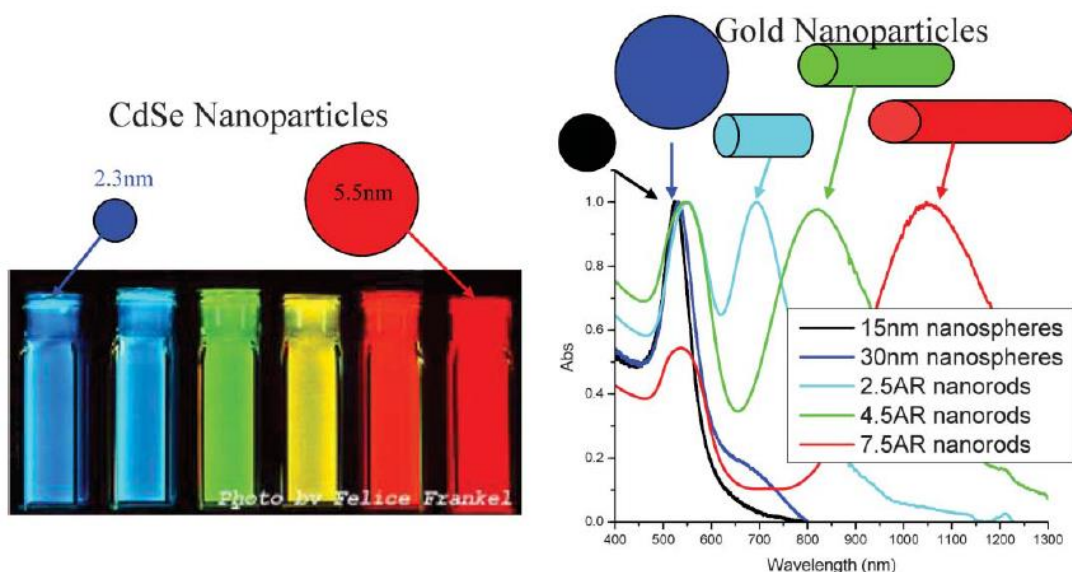 CdSe Nanoparticles
2.3nm
5.5nm
Photo by Felice Frankel
Gold Nanoparticles
Abs
1.0
0.8
0.6
0.4
0.2
0.0
400 500 600 700 800 900 1000 1100 1200 1300
Wavelength (nm)
15nm nanospheres
30nm nanospheres
2.5AR nanorods
4.5AR nanorods
7.5AR nanorods